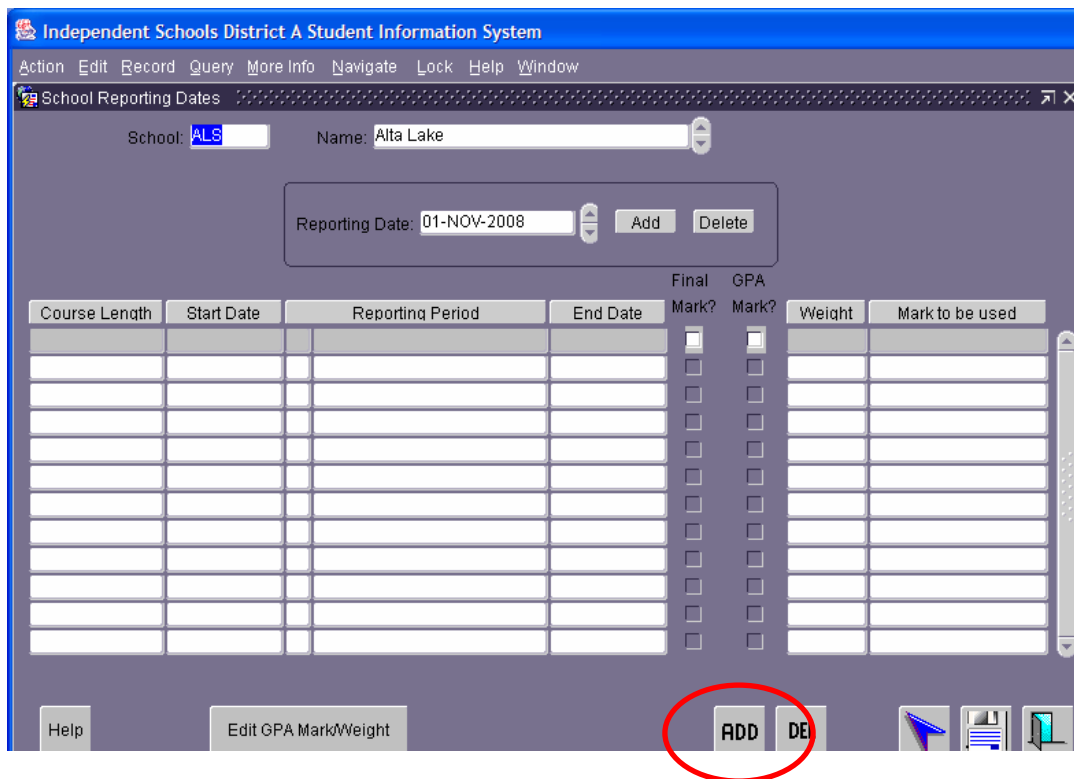 Independent Schools District A Student Information System
Action Edit Record Query More Info Navigate Lock Help Window
School Reporting Dates
School: ALS Name: Alta Lake
Reporting Date: 01-NOV-2008 Add Delete
Final GPA
Course Length Start Date Reporting Period End Date Mark? Mark? Weight Mark to be used
Help Edit GPA Mark/Weight ADD DEL